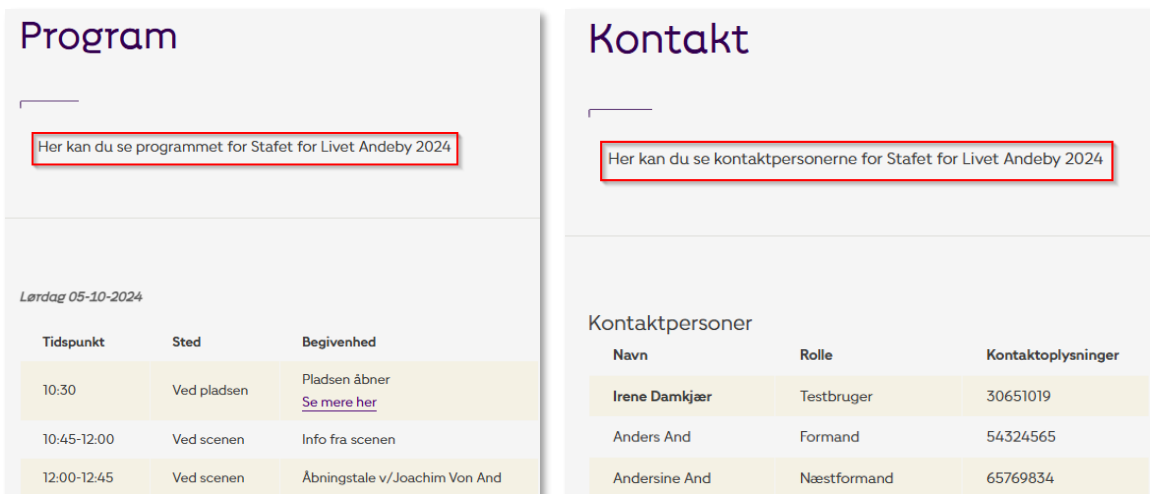 Program
Her kan du se programmet for Stafet for Livet Andeby 2024
Lørdag 05-10-2024
Tidspunkt Sted Begivenhed
10:30 Ved pladsen Pladsen åbner
Se mere her
10:45-12:00 Ved scenen Info fra scenen
12:00-12:45 Ved scenen Åbningstale v/Joachim Von And
Kontakt
Her kan du se kontaktpersonerne for Stafet for Livet Andeby 2024
Kontaktpersoner
Navn Rolle Kontaktoplysninger
Irene Damkjær Testbruger 30651019
Anders And Formand 54324565
Andersine And Næstformand 65769834